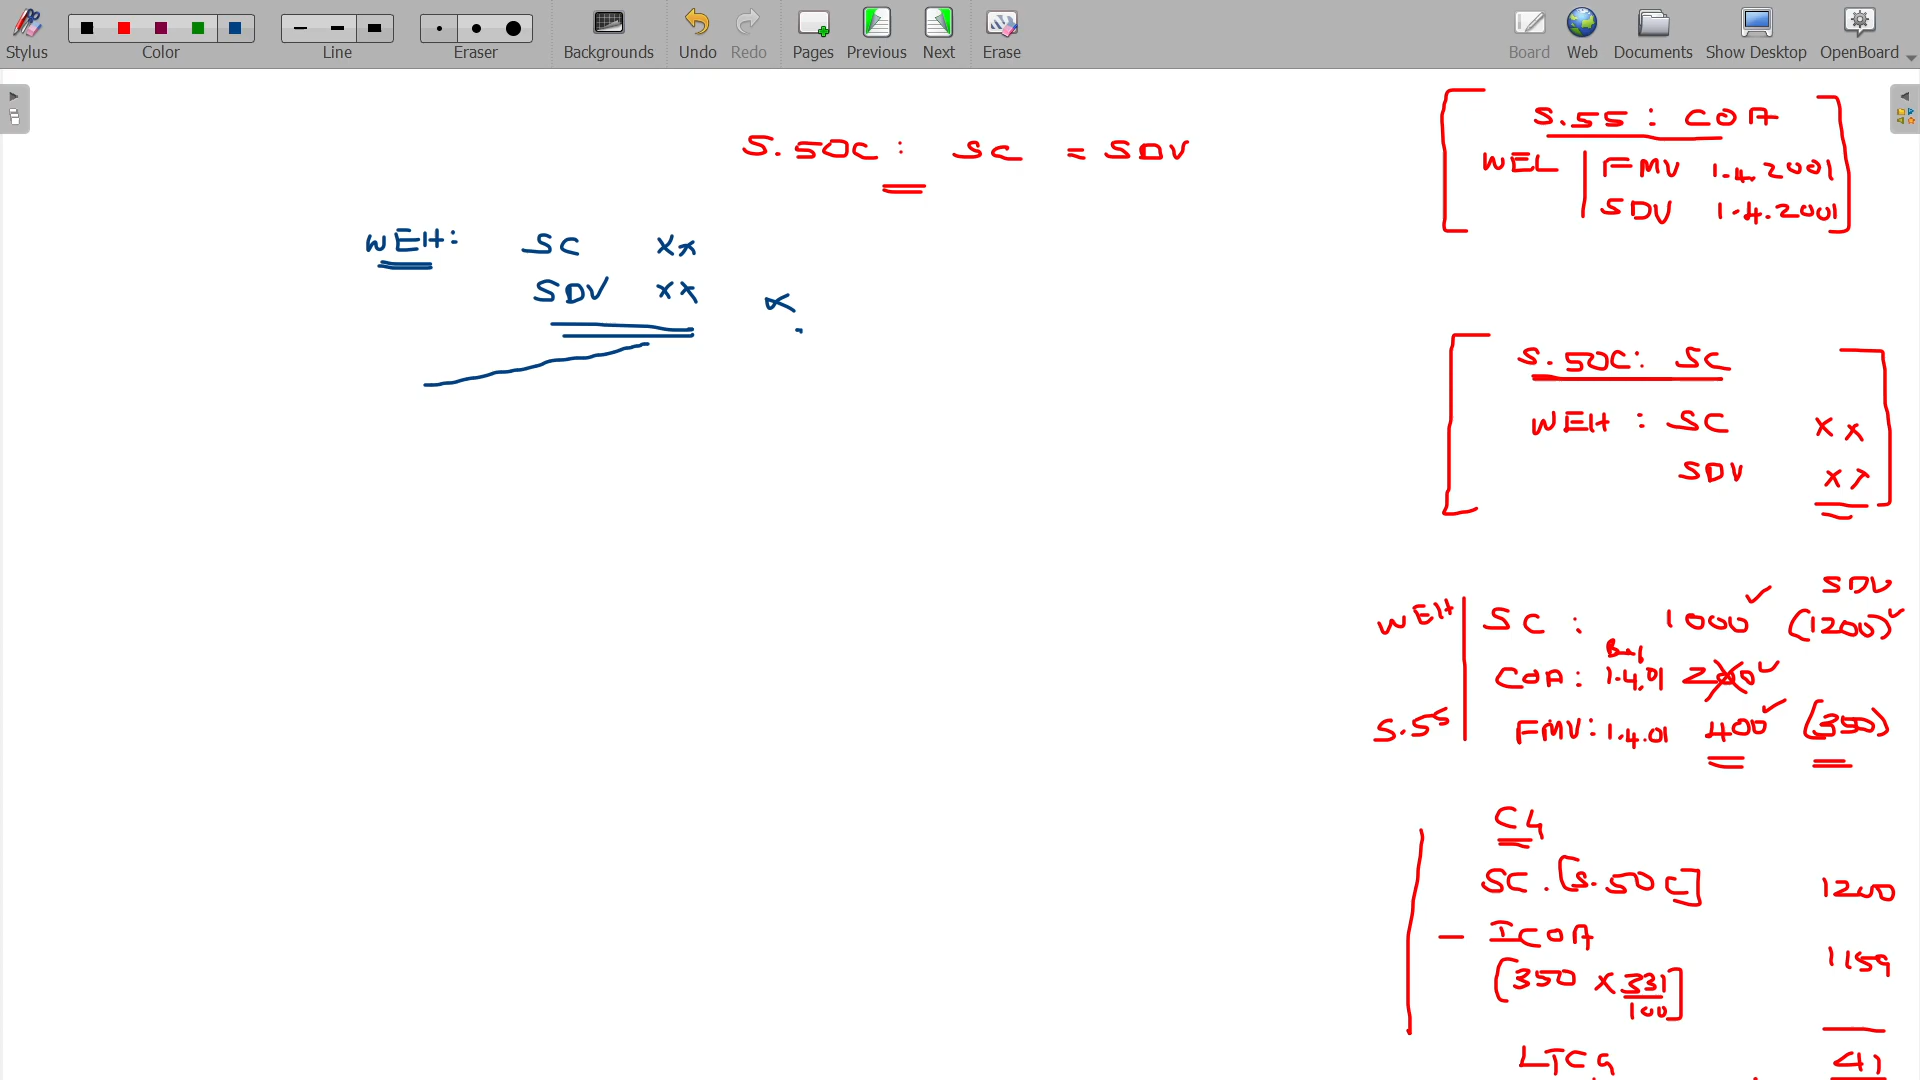 Stylus Color Line Eraser Backgrounds Undo Redo Pages Previous Next Erase Board Web Documents Show Desktop OpenBoard
S.50C : SC = SDV
WEH: SC xx
SDV xx
S.55 : COA
WEL FMV 1.4.2001
SDV 1.4.2001
S.50C: SC
WEH : SC xx
SDV xx
SDV
WEH SC : 1000 (1200)
COA: 1.4.01 200
S.55 FMV: 1.4.01 400 (350)
CG
SC. [S.50C] 1200
- ICOA 1159
[350 x 331/100]
LTCG 41